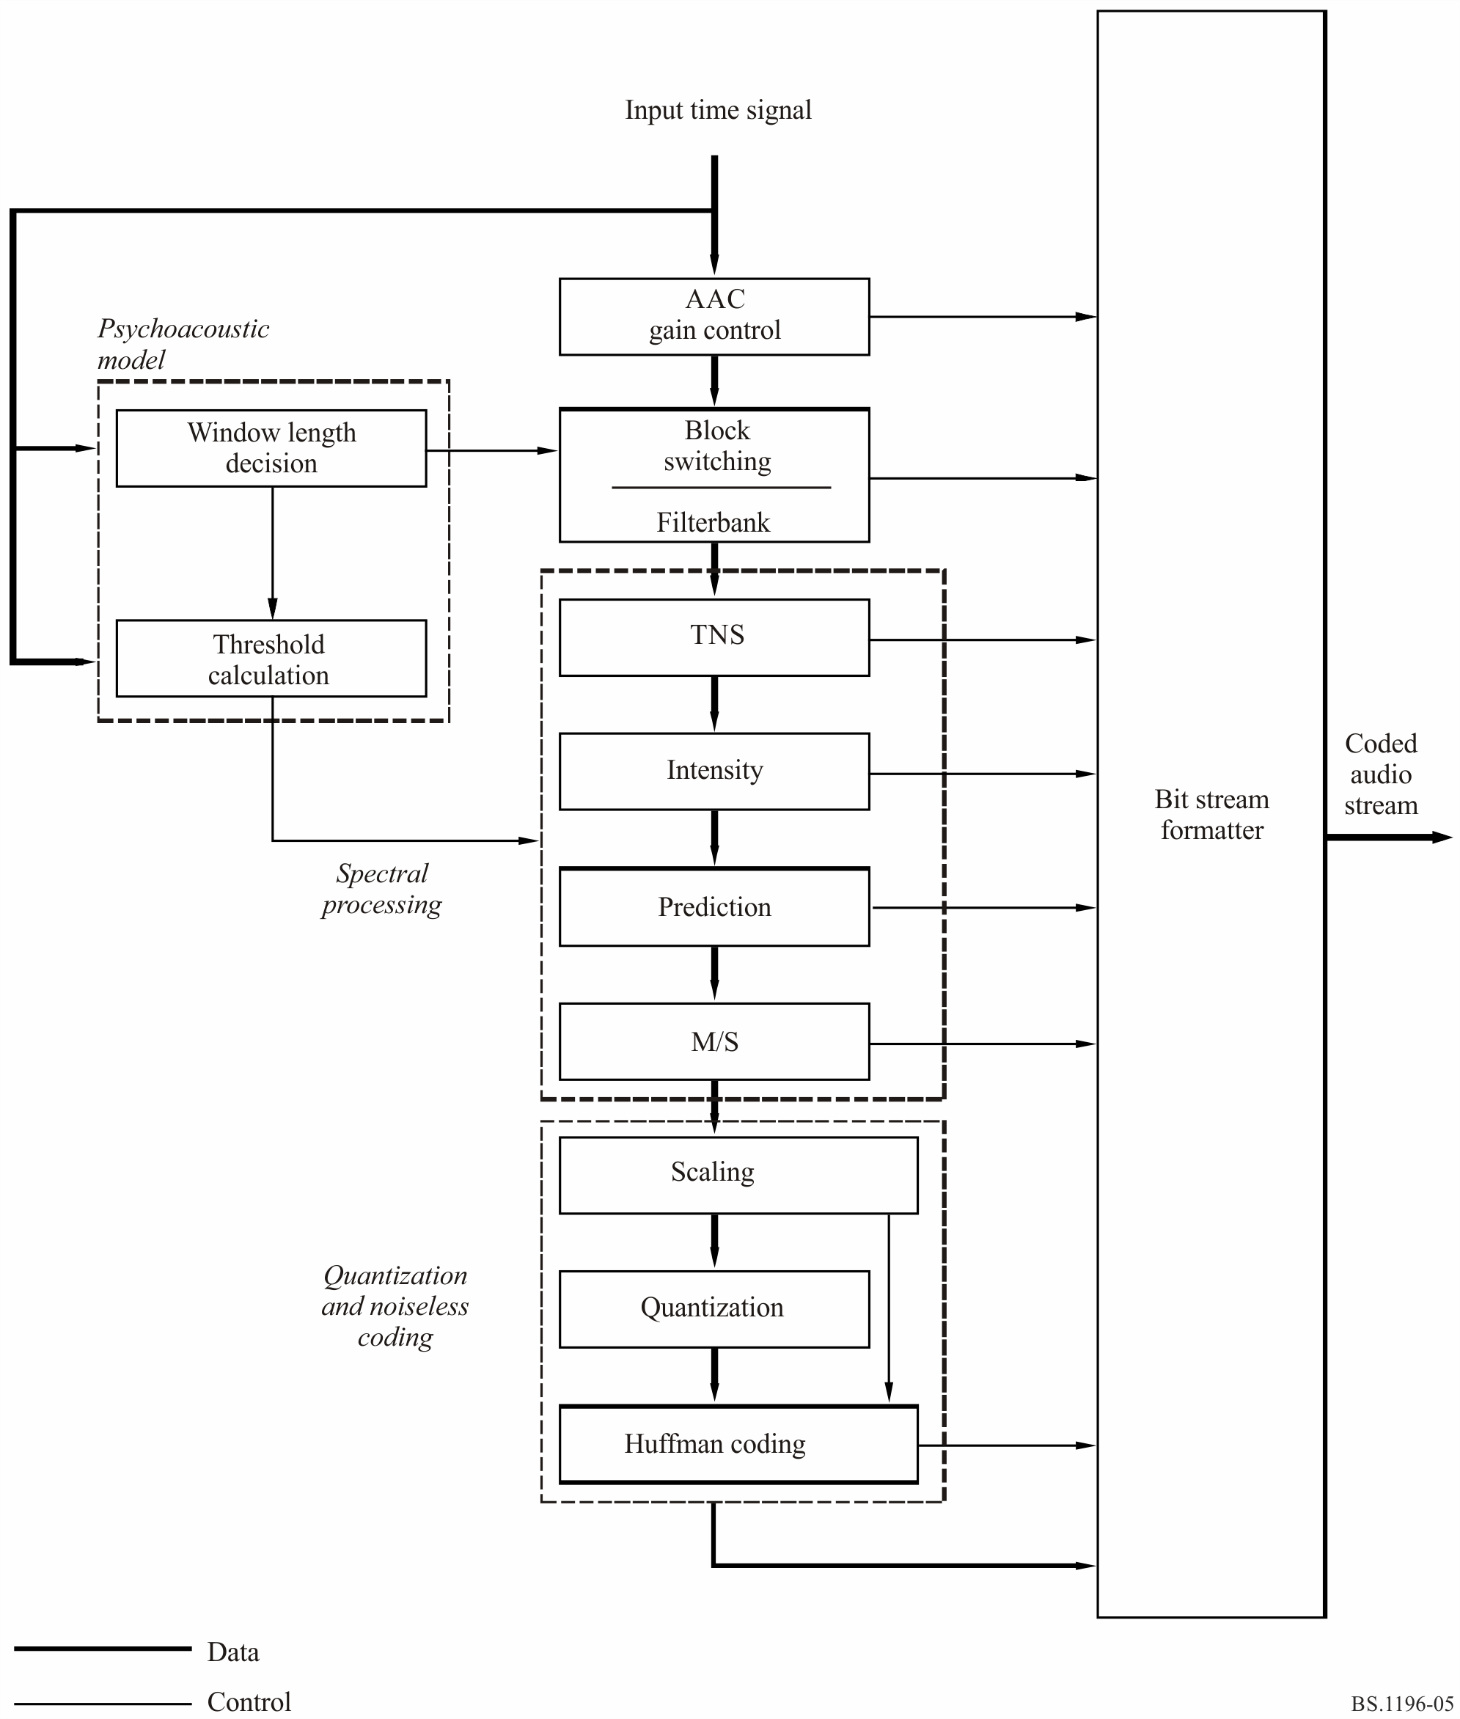 Input time signal
AAC
gain control
Psychoacoustic
model
Window length
decision
Block
switching
Filterbank
Threshold
calculation
TNS
Intensity
Spectral
processing
Prediction
M/S
Bit stream
formatter
Coded
audio
stream
Scaling
Quantization
and noiseless
coding
Quantization
Huffman coding
Data
Control
BS.1196-05